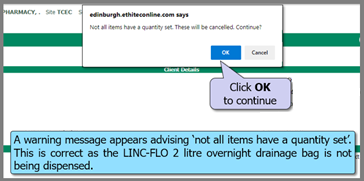 PHARMACY, . Site TCEC Sp
edinburgh.ethiteconline.com says
Not all items have a quantity set. These will be cancelled. Continue?
OK
Cancel
Client Details
Click OK
to continue
A warning message appears advising ‘not all items have a quantity set’.
This is correct as the LINC-FLO 2 litre overnight drainage bag is not
being dispensed.